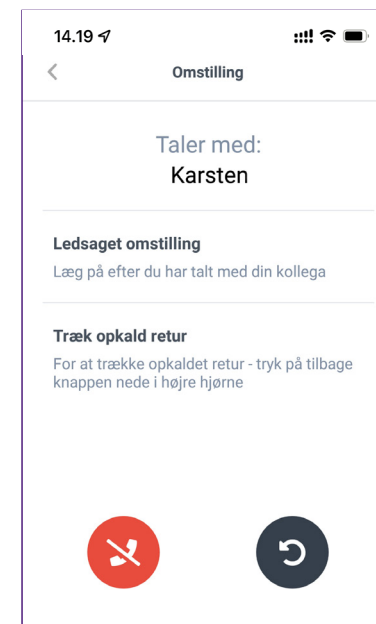 14.19
Omstilling
Taler med:
Karsten
Ledsaget omstilling
Læg på efter du har talt med din kollega
Træk opkald retur
For at trække opkaldet retur - tryk på tilbage
knappen nede i højre hjørne